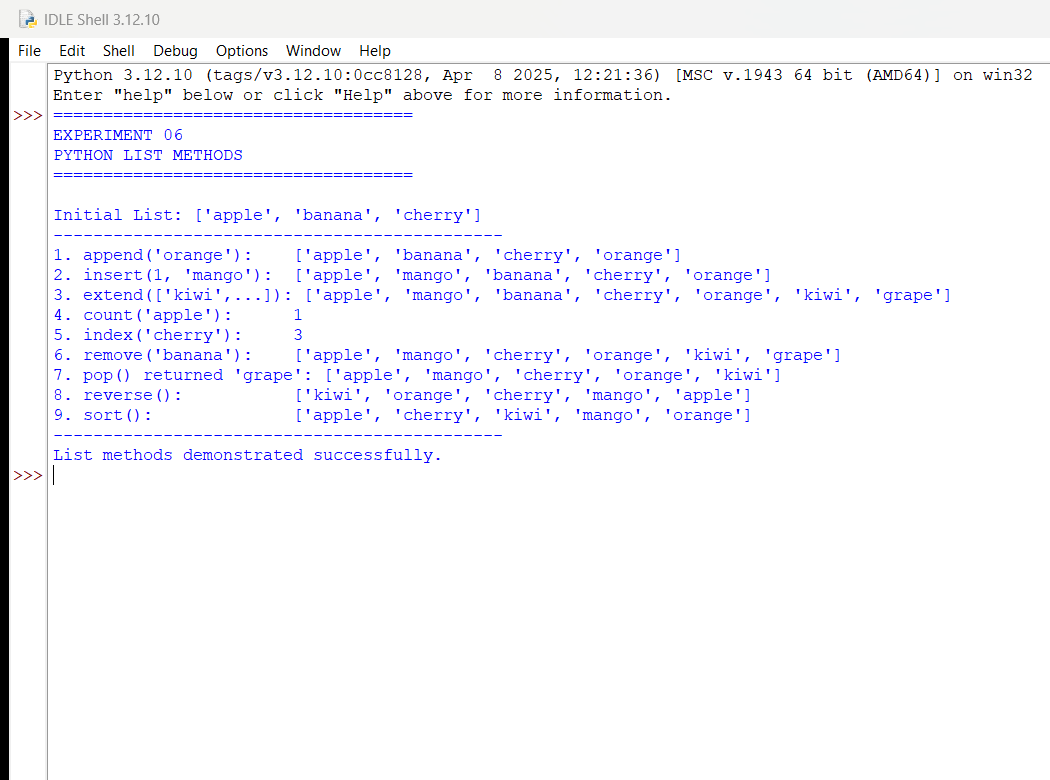 IDLE Shell 3.12.10
File Edit Shell Debug Options Window Help
Python 3.12.10 (tags/v3.12.10:0cc8128, Apr  8 2025, 12:21:36) [MSC v.1943 64 bit (AMD64)] on win32
Enter "help" below or click "Help" above for more information.
>>> ====================================
EXPERIMENT 06
PYTHON LIST METHODS
====================================
Initial List: ['apple', 'banana', 'cherry']
---------------------------------------------
1. append('orange'):    ['apple', 'banana', 'cherry', 'orange']
2. insert(1, 'mango'):  ['apple', 'mango', 'banana', 'cherry', 'orange']
3. extend(['kiwi',...]): ['apple', 'mango', 'banana', 'cherry', 'orange', 'kiwi', 'grape']
4. count('apple'):      1
5. index('cherry'):     3
6. remove('banana'):    ['apple', 'mango', 'cherry', 'orange', 'kiwi', 'grape']
7. pop() returned 'grape': ['apple', 'mango', 'cherry', 'orange', 'kiwi']
8. reverse():           ['kiwi', 'orange', 'cherry', 'mango', 'apple']
9. sort():              ['apple', 'cherry', 'kiwi', 'mango', 'orange']
---------------------------------------------
List methods demonstrated successfully.
>>>